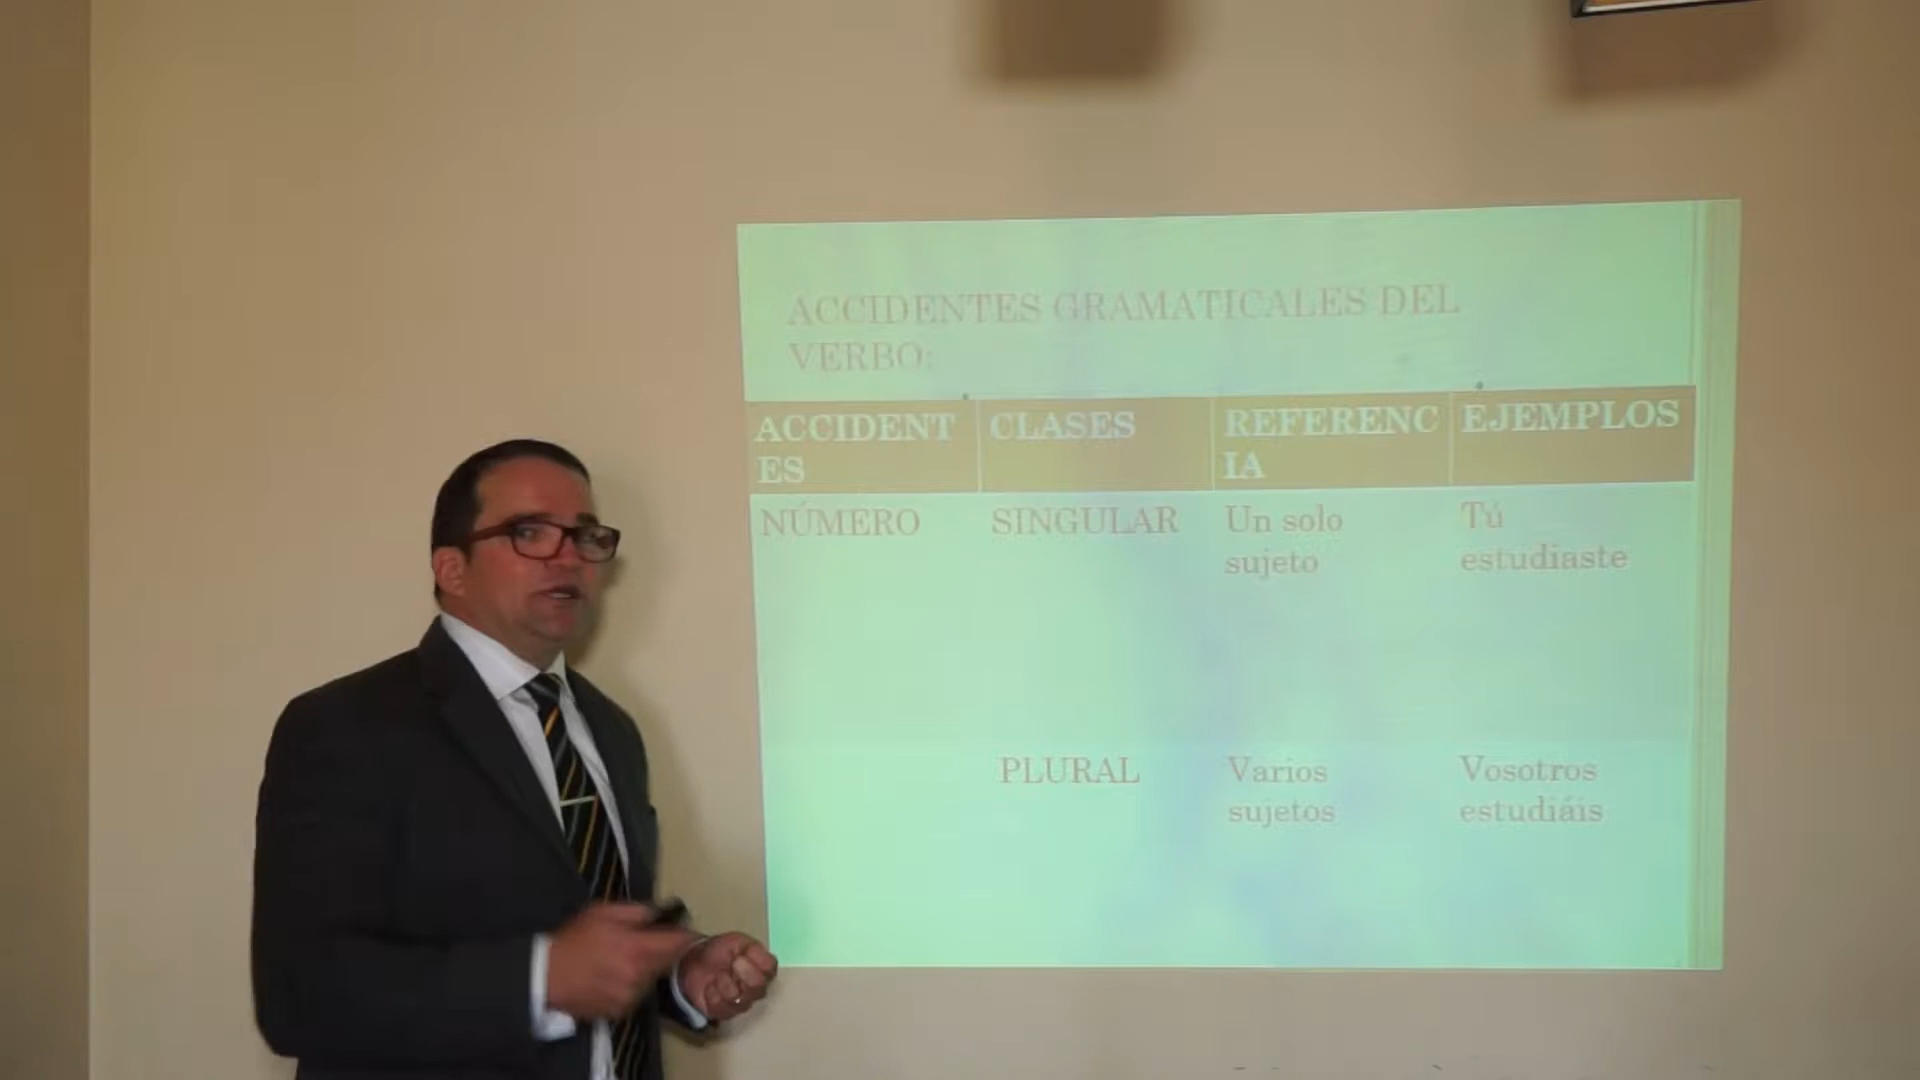 ACCIDENTES GRAMATICALES DEL
VERBO:
ACCIDENT
ES
CLASES
REFERENC
IA
EJEMPLOS
NÚMERO
SINGULAR
Un solo
sujeto
Tú
estudiaste
PLURAL
Varios
sujetos
Vosotros
estudiáis